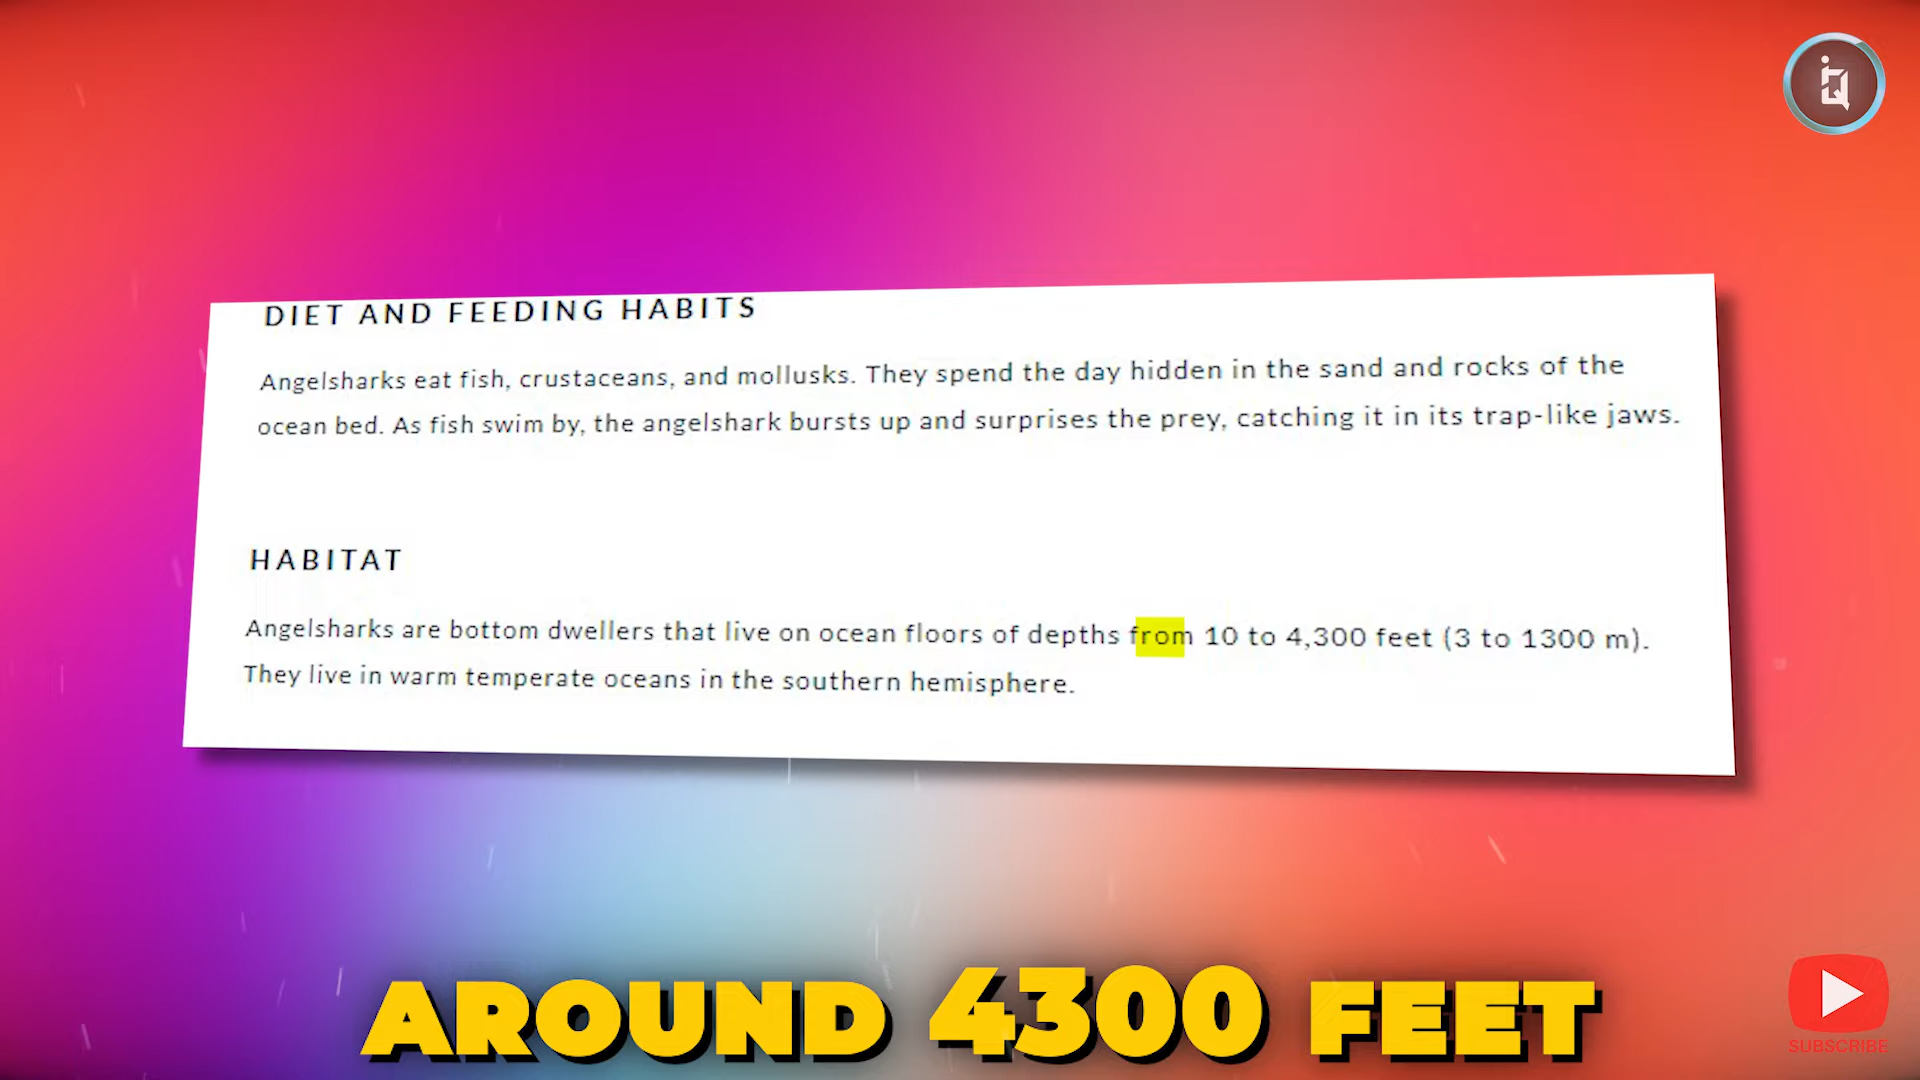 DIET AND FEEDING HABITS
Angelsharks eat fish, crustaceans, and mollusks. They spend the day hidden in the sand and rocks of the
ocean bed. As fish swim by, the angelshark bursts up and surprises the prey, catching it in its trap-like jaws.
HABITAT
Angelsharks are bottom dwellers that live on ocean floors of depths from 10 to 4,300 feet (3 to 1300 m).
They live in warm temperate oceans in the southern hemisphere.
AROUND 4300 FEET
SUBSCRIBE